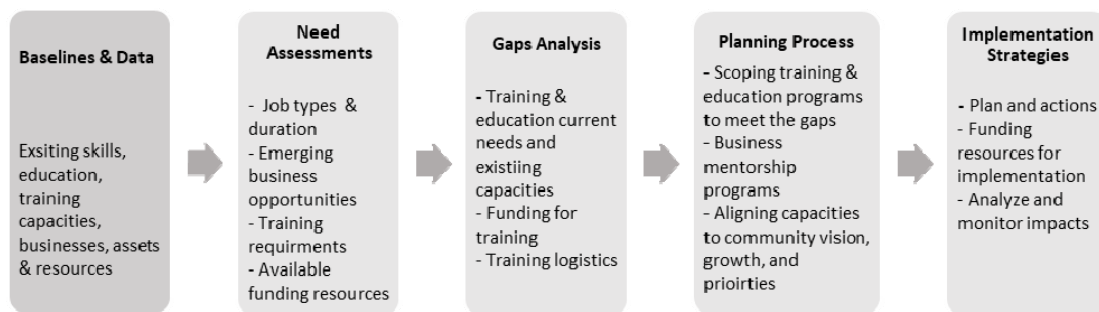 Baselines & Data
Exsiting skills,
education,
training
capacities,
businesses, assets
& resources
Need
Assessments
- Job types & 
duration
- Emerging
business
opportunities
- Training
requirments
- Available
funding resources
Gaps Analysis
- Training &
education current
needs and
existiing
capacities
- Funding for
training
- Training logistics
Planning Process
- Scoping training &
education programs
to meet the gaps
- Business
mentorship
programs
- Aligning capacities
to community vision,
growth, and
prioirties
Implementation
Strategies
- Plan and actions
- Funding
resources for
implementation
- Analyze and
monitor impacts